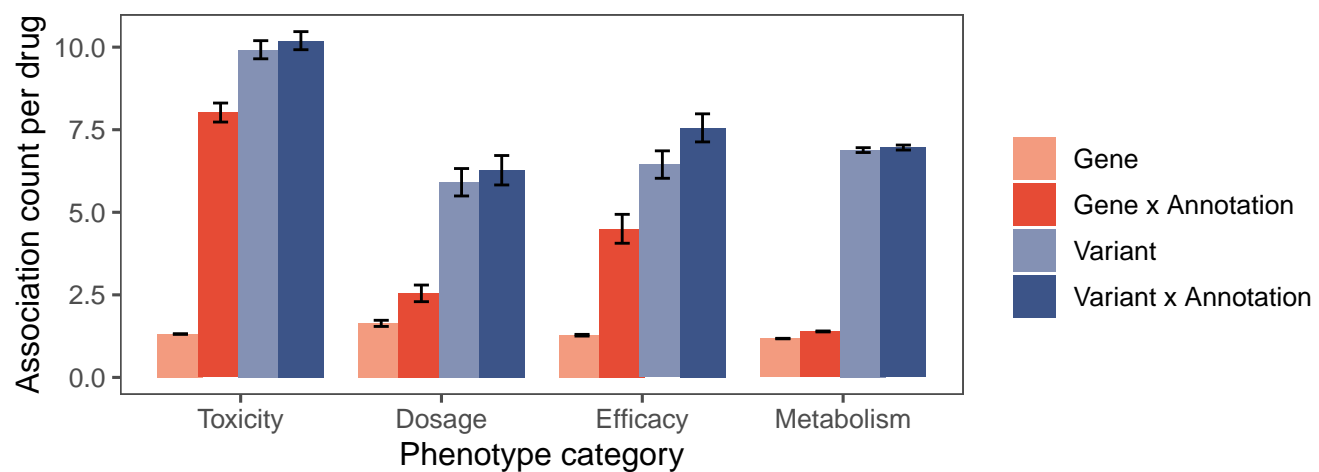 Association count per drug
10.0
7.5
5.0
2.5
0.0
Toxicity
Dosage
Efficacy
Metabolism
Phenotype category
Gene
Gene x Annotation
Variant
Variant x Annotation